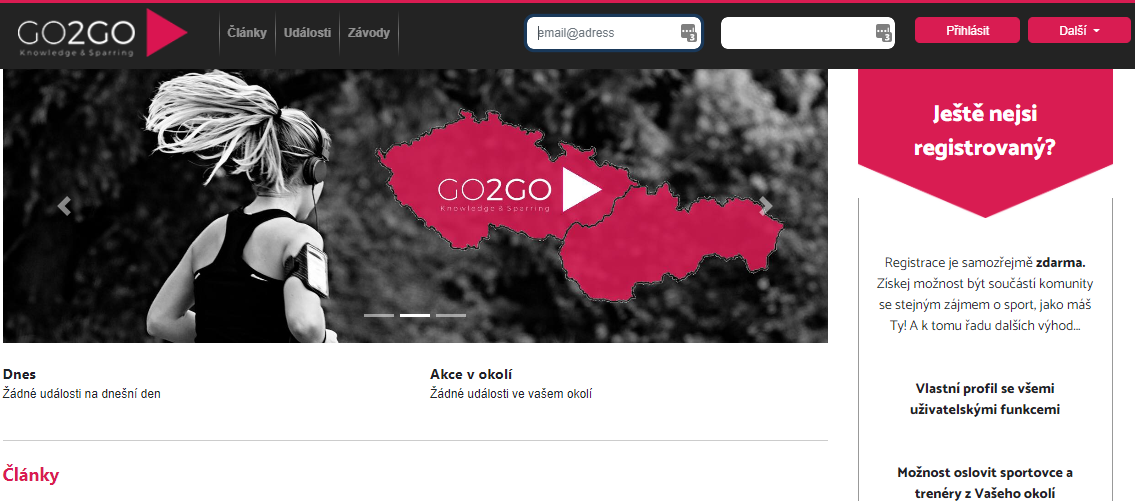 GO2GO
Knowledge & Sparring
Články
Události
Závody
email@adress
3
3
Přihlásit
Další
GO2GO
Knowledge & Sparring
Ještě nejsi
registrovaný?
Registrace je samozřejmě zdarma.
Získej možnost být součástí komunity
se stejným zájmem o sport, jako máš
Ty! A k tomu řadu dalších výhod...
Vlastní profil se všemi
uživatelskými funkcemi
Možnost oslovit sportovce a
trenéry z Vašeho okolí
Dnes
Žádné události na dnešní den
Akce v okolí
Žádné události ve vašem okolí
Články